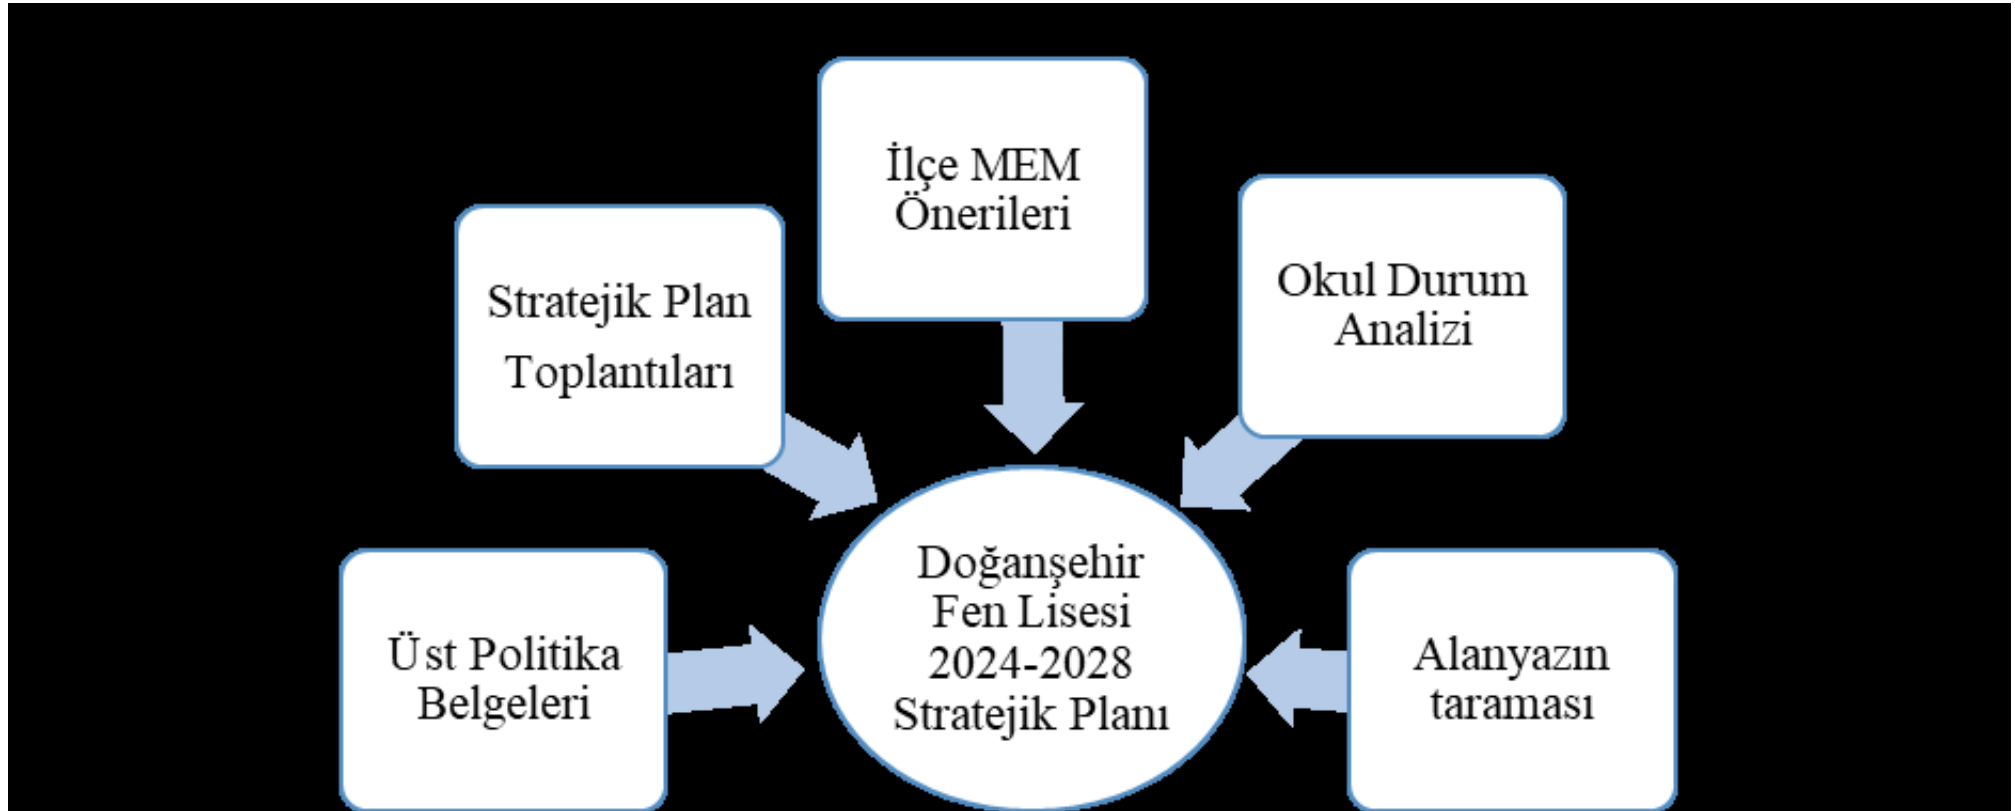 İlçe MEM
Önerileri
Stratejik Plan
Toplantıları
Okul Durum
Analizi
Üst Politika
Belgeleri
Doğanşehir
Fen Lisesi
2024-2028
Stratejik Planı
Alanyazın
taraması